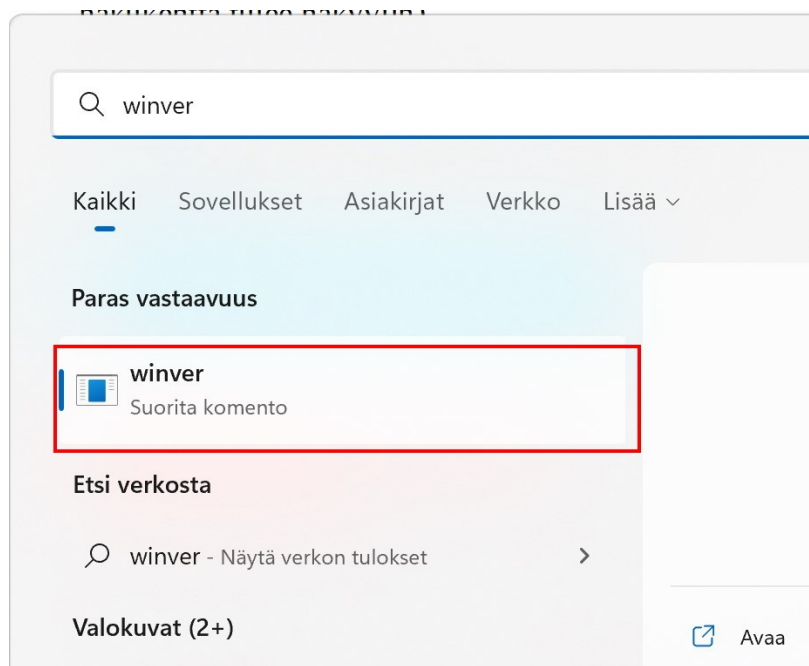 winver
Kaikki Sovellukset Asiakirjat Verkko Lisää
Paras vastaavuus
winver
Suorita komento
Etsi verkosta
winver - Näytä verkon tulokset
Valokuvat (2+)
Avaa